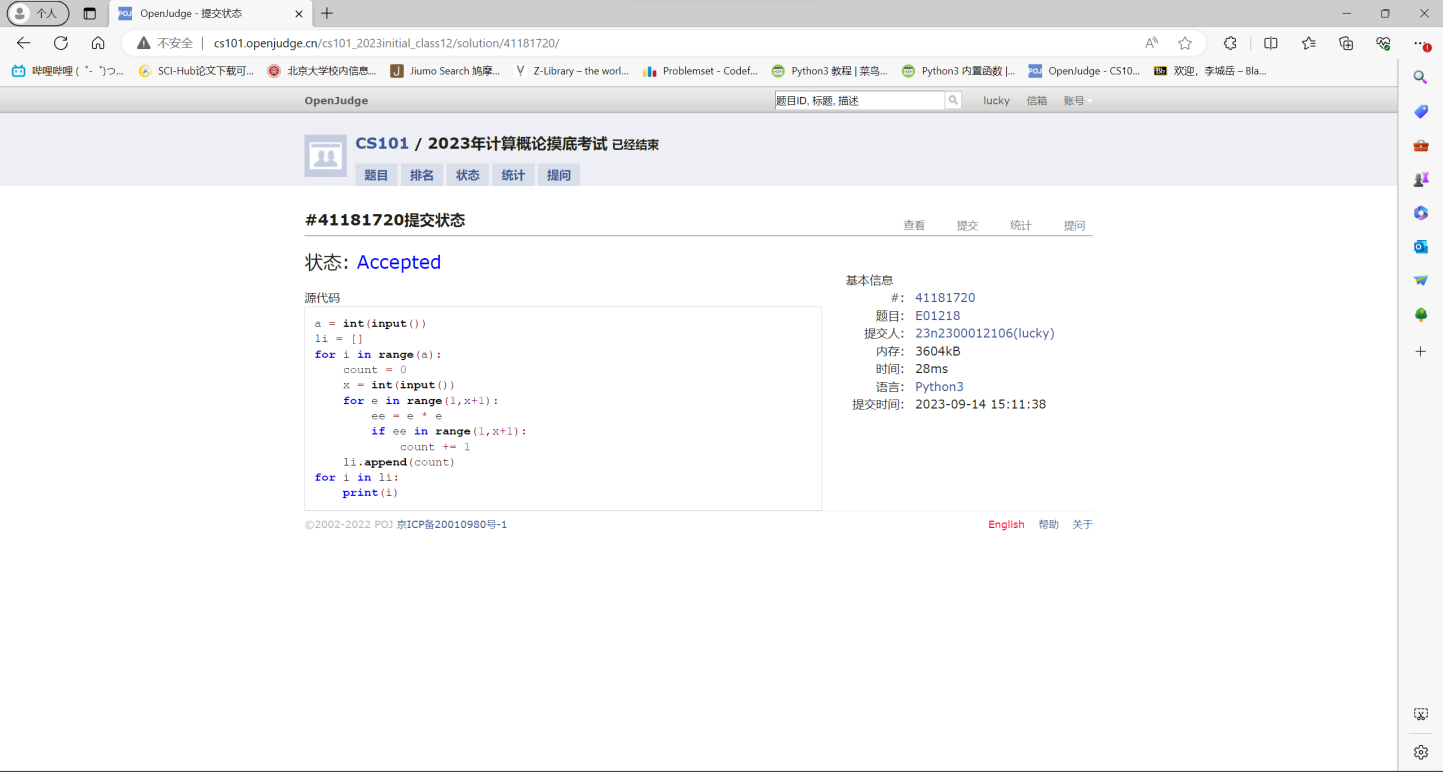 个人
OpenJudge - 提交状态
不安全 | cs101.openjudge.cn/cs101_2023initial_class12/solution/41181720/
哔哩哔哩 ( ゜- ゜)つ... SCI-Hub论文下载可... 北京大学校内信息... Jiumo Search 鸠摩... Z-Library – the worl... Problemset - Codef... Python3 教程 | 菜鸟... Python3 内置函数 |... OpenJudge - CS10... 欢迎，李城岳 – Bla...
OpenJudge 题目ID, 标题, 描述 lucky 信箱 账号
CS101 / 2023年计算概论摸底考试 已经结束
题目 排名 状态 统计 提问
#41181720提交状态
查看 提交 统计 提问
状态: Accepted
源代码
a = int(input())
li = []
for i in range(a):
    count = 0
    x = int(input())
    for e in range(1,x+1):
        ee = e * e
        if ee in range(1,x+1):
            count += 1
    li.append(count)
for i in li:
    print(i)
基本信息
#: 41181720
题目: E01218
提交人: 23n2300012106(lucky)
内存: 3604kB
时间: 28ms
语言: Python3
提交时间: 2023-09-14 15:11:38
©2002-2022 POJ 京ICP备20010980号-1
English 帮助 关于